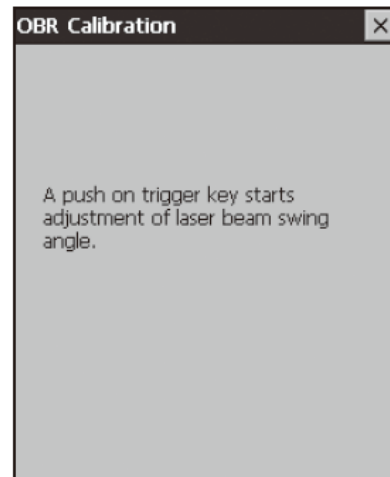 OBR Calibration
A push on trigger key starts
adjustment of laser beam swing
angle.